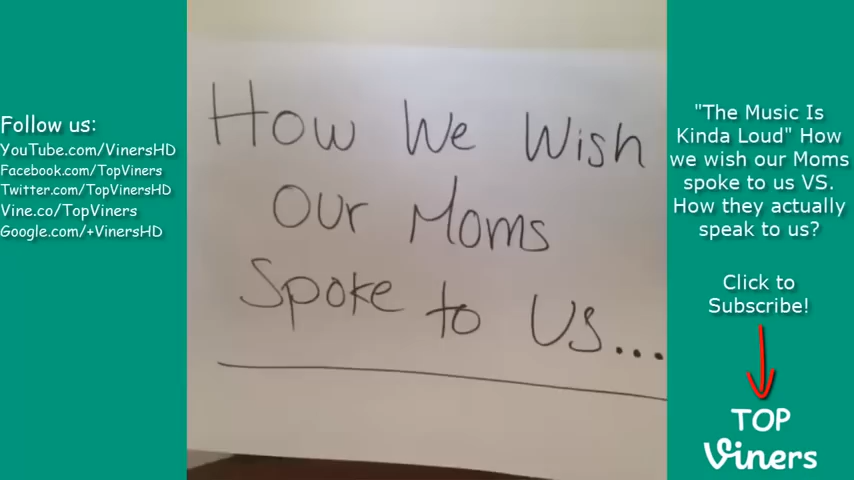 Follow us:
YouTube.com/VinersHD
Facebook.com/TopViners
Twitter.com/TopVinersHD
Vine.co/TopViners
Google.com/+VinersHD
How We Wish
Our Moms
Spoke to Us...
"The Music Is
Kinda Loud" How
we wish our Moms
spoke to us VS.
How they actually
speak to us?
Click to
Subscribe!
TOP
Viners